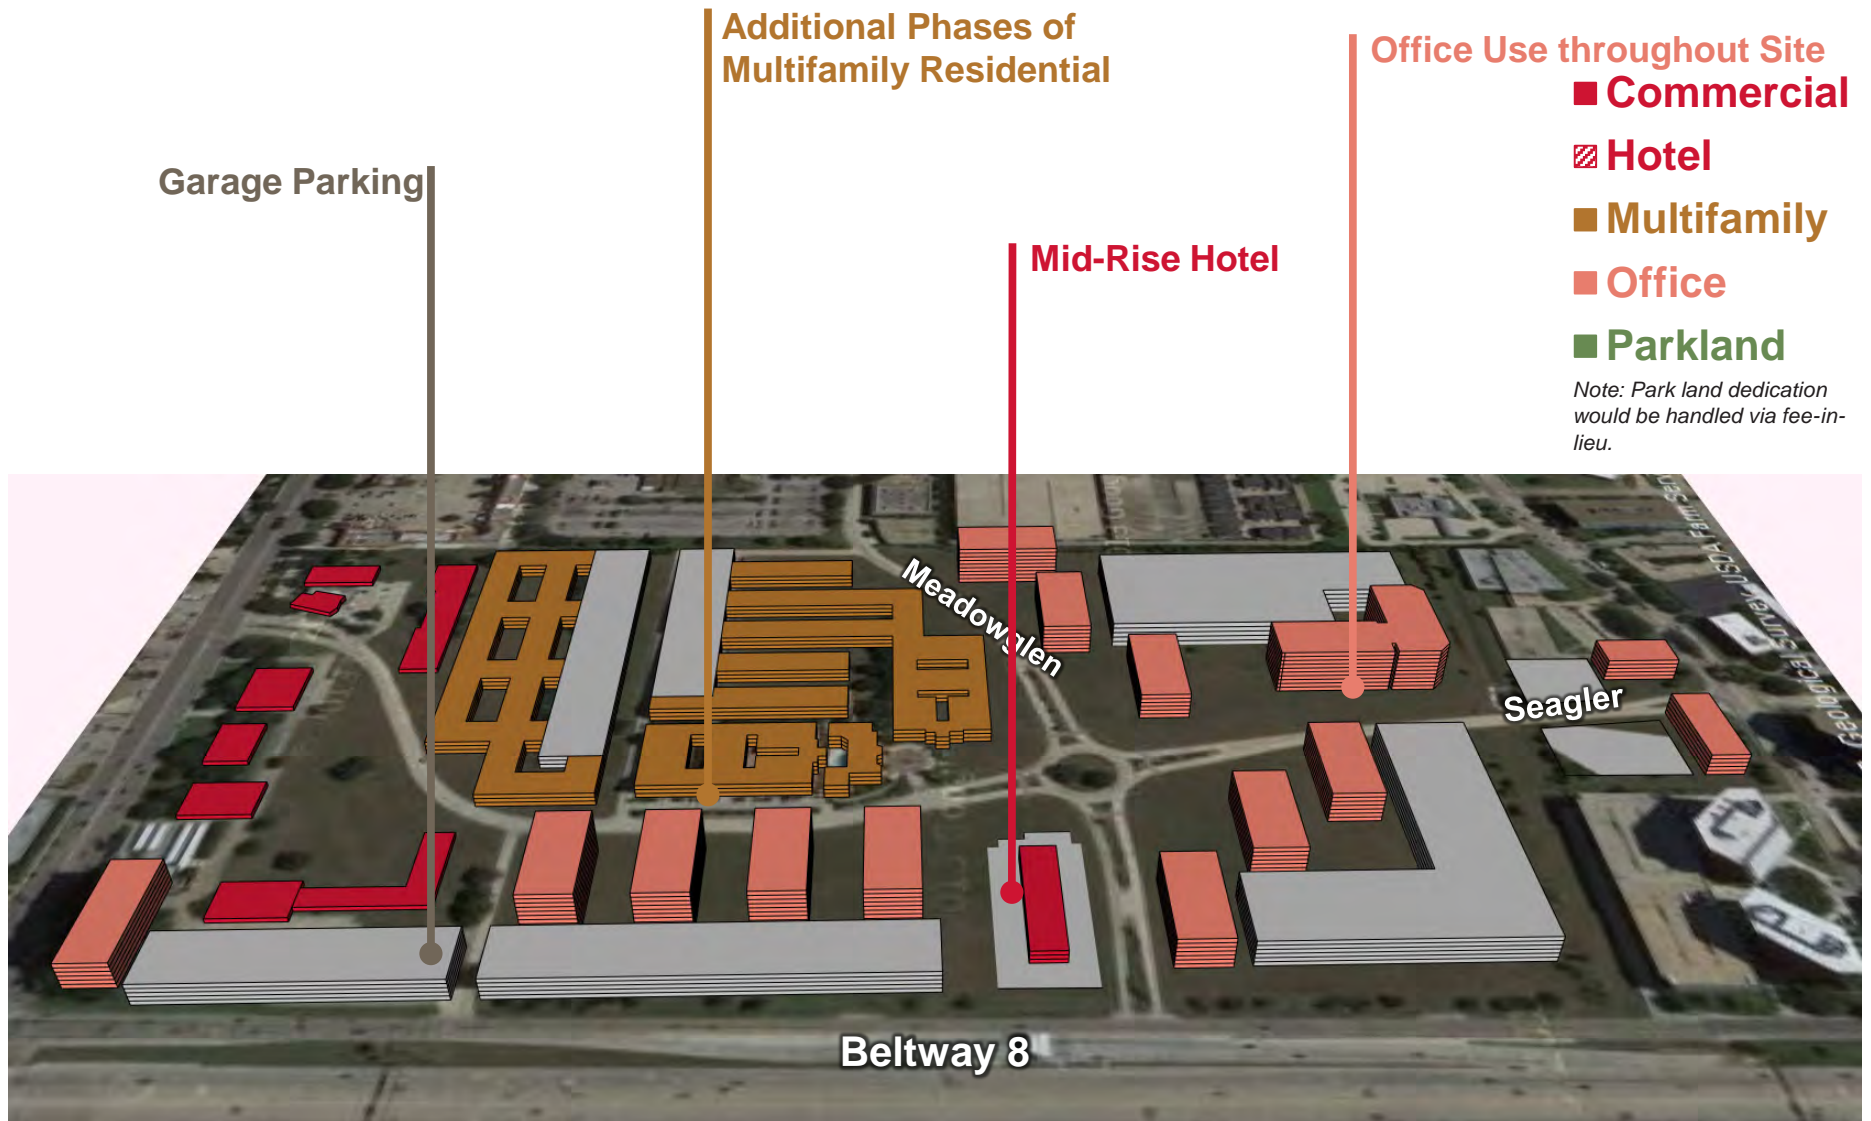 Additional Phases of
Multifamily Residential
Office Use throughout Site
Commercial
Garage Parking
Hotel
Multifamily
Mid-Rise Hotel
Office
Parkland
Note: Park land dedication
would be handled via fee-in-
lieu.
Meadowglen
Seagler
Beltway 8